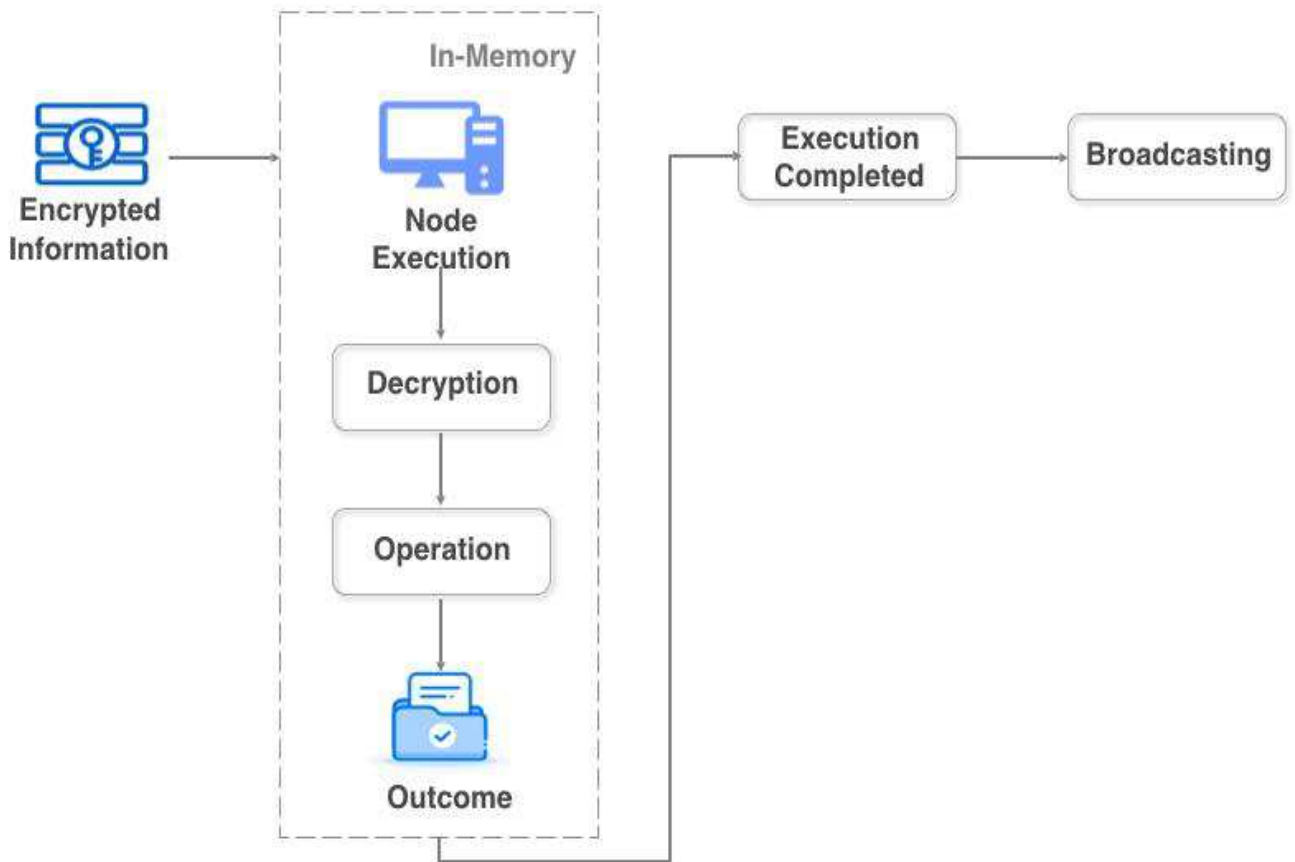 In-Memory
Encrypted
Information
Node
Execution
Decryption
Operation
Outcome
Execution
Completed
Broadcasting